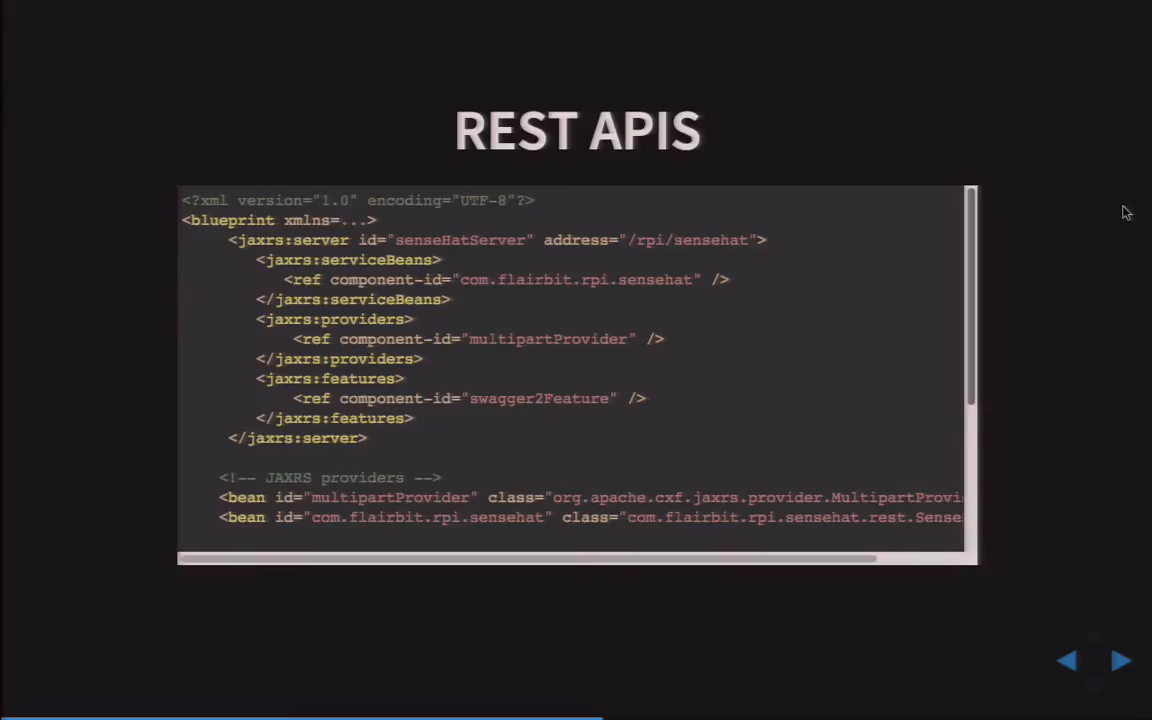 REST APIS
<?xml version="1.0" encoding="UTF-8"?>
<blueprint xmlns=...>
<jaxrs:server id="senseHatServer" address="/rpi/sensehat">
<jaxrs:serviceBeans>
<ref component-id="com.flairbit.rpi.sensehat" />
</jaxrs:serviceBeans>
<jaxrs:providers>
<ref component-id="multipartProvider" />
</jaxrs:providers>
<jaxrs:features>
<ref component-id="swagger2Feature" />
</jaxrs:features>
</jaxrs:server>
<!-- JAXRS providers -->
<bean id="multipartProvider" class="org.apache.cxf.jaxrs.provider.MultipartProvi
<bean id="com.flairbit.rpi.sensehat" class="com.flairbit.rpi.sensehat.rest.Sense